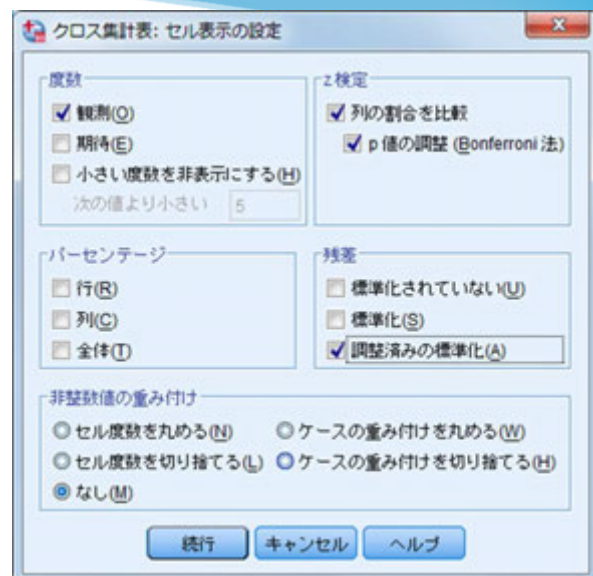 クロス集計表: セル表示の設定
度数
観測(O)
期待(E)
小さい度数を非表示にする(H)
次の値より小さい 5
z 検定
列の割合を比較
p 値の調整 (Bonferroni 法)
パーセンテージ
行(R)
列(C)
全体(T)
残差
標準化されていない(U)
標準化(S)
調整済みの標準化(A)
非整数値の重み付け
セル度数を丸める(N) ケースの重み付けを丸める(W)
セル度数を切り捨てる(L) ケースの重み付けを切り捨てる(H)
なし(M)
続行 キャンセル ヘルプ